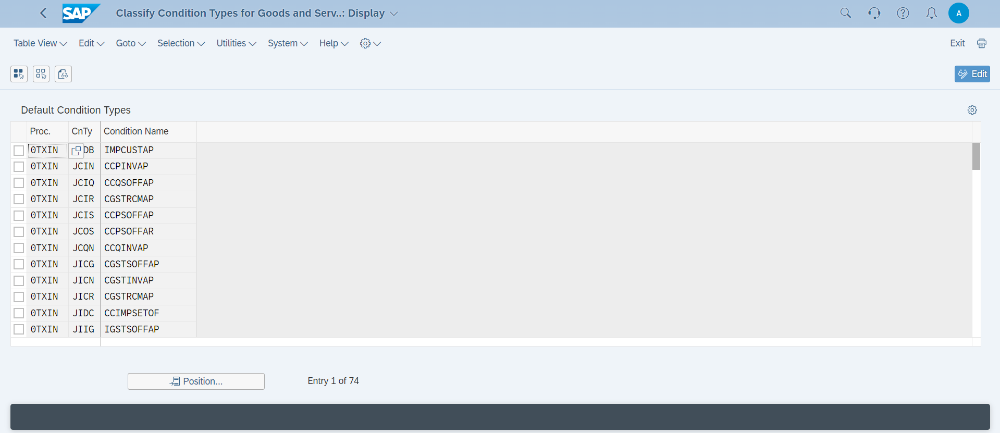 SAP Classify Condition Types for Goods and Serv..: Display A
Table View Edit Goto Selection Utilities System Help Exit
Edit
Default Condition Types
Proc. CnTy Condition Name
0TXIN DB IMPCUSTAP
0TXIN JCIN CCPINVAP
0TXIN JCIQ CCQSOFFAP
0TXIN JCIR CGSTRCMAP
0TXIN JCIS CCPSOFFAP
0TXIN JCOS CCPSOFFAR
0TXIN JCQN CCQINVAP
0TXIN JICG CGSTSOFFAP
0TXIN JICN CGSTINVAP
0TXIN JICR CGSTRCMAP
0TXIN JIDC CCIMPSETOF
0TXIN JIIG IGSTSOFFAP
Position... Entry 1 of 74